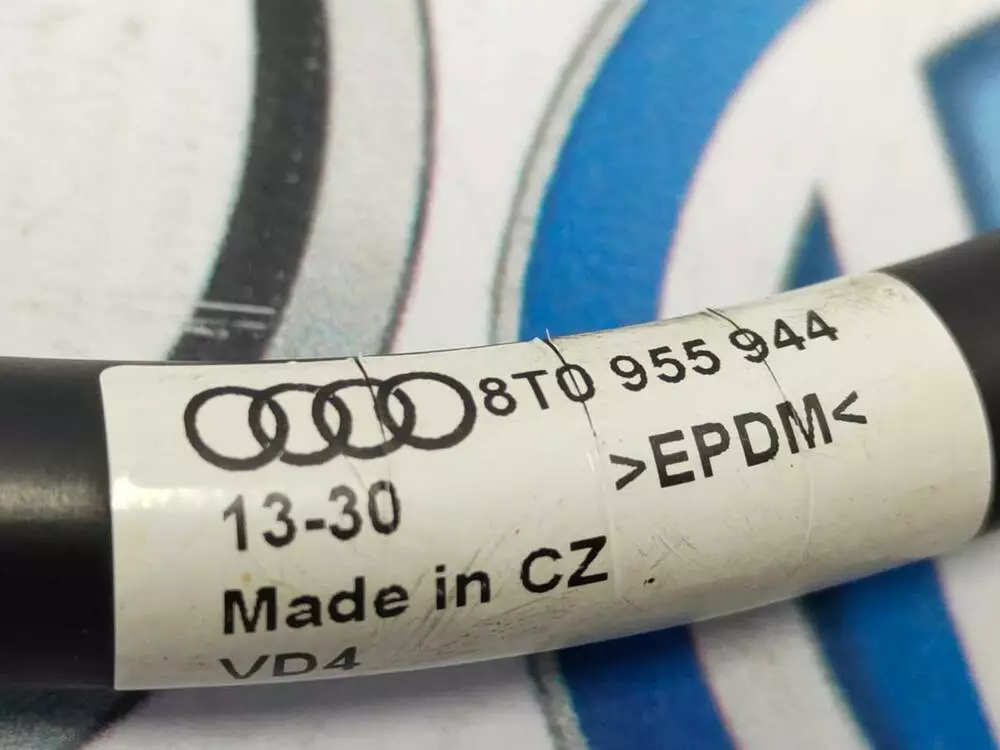 8T0 955 944
>EPDM<
13-30
Made in CZ
VD4